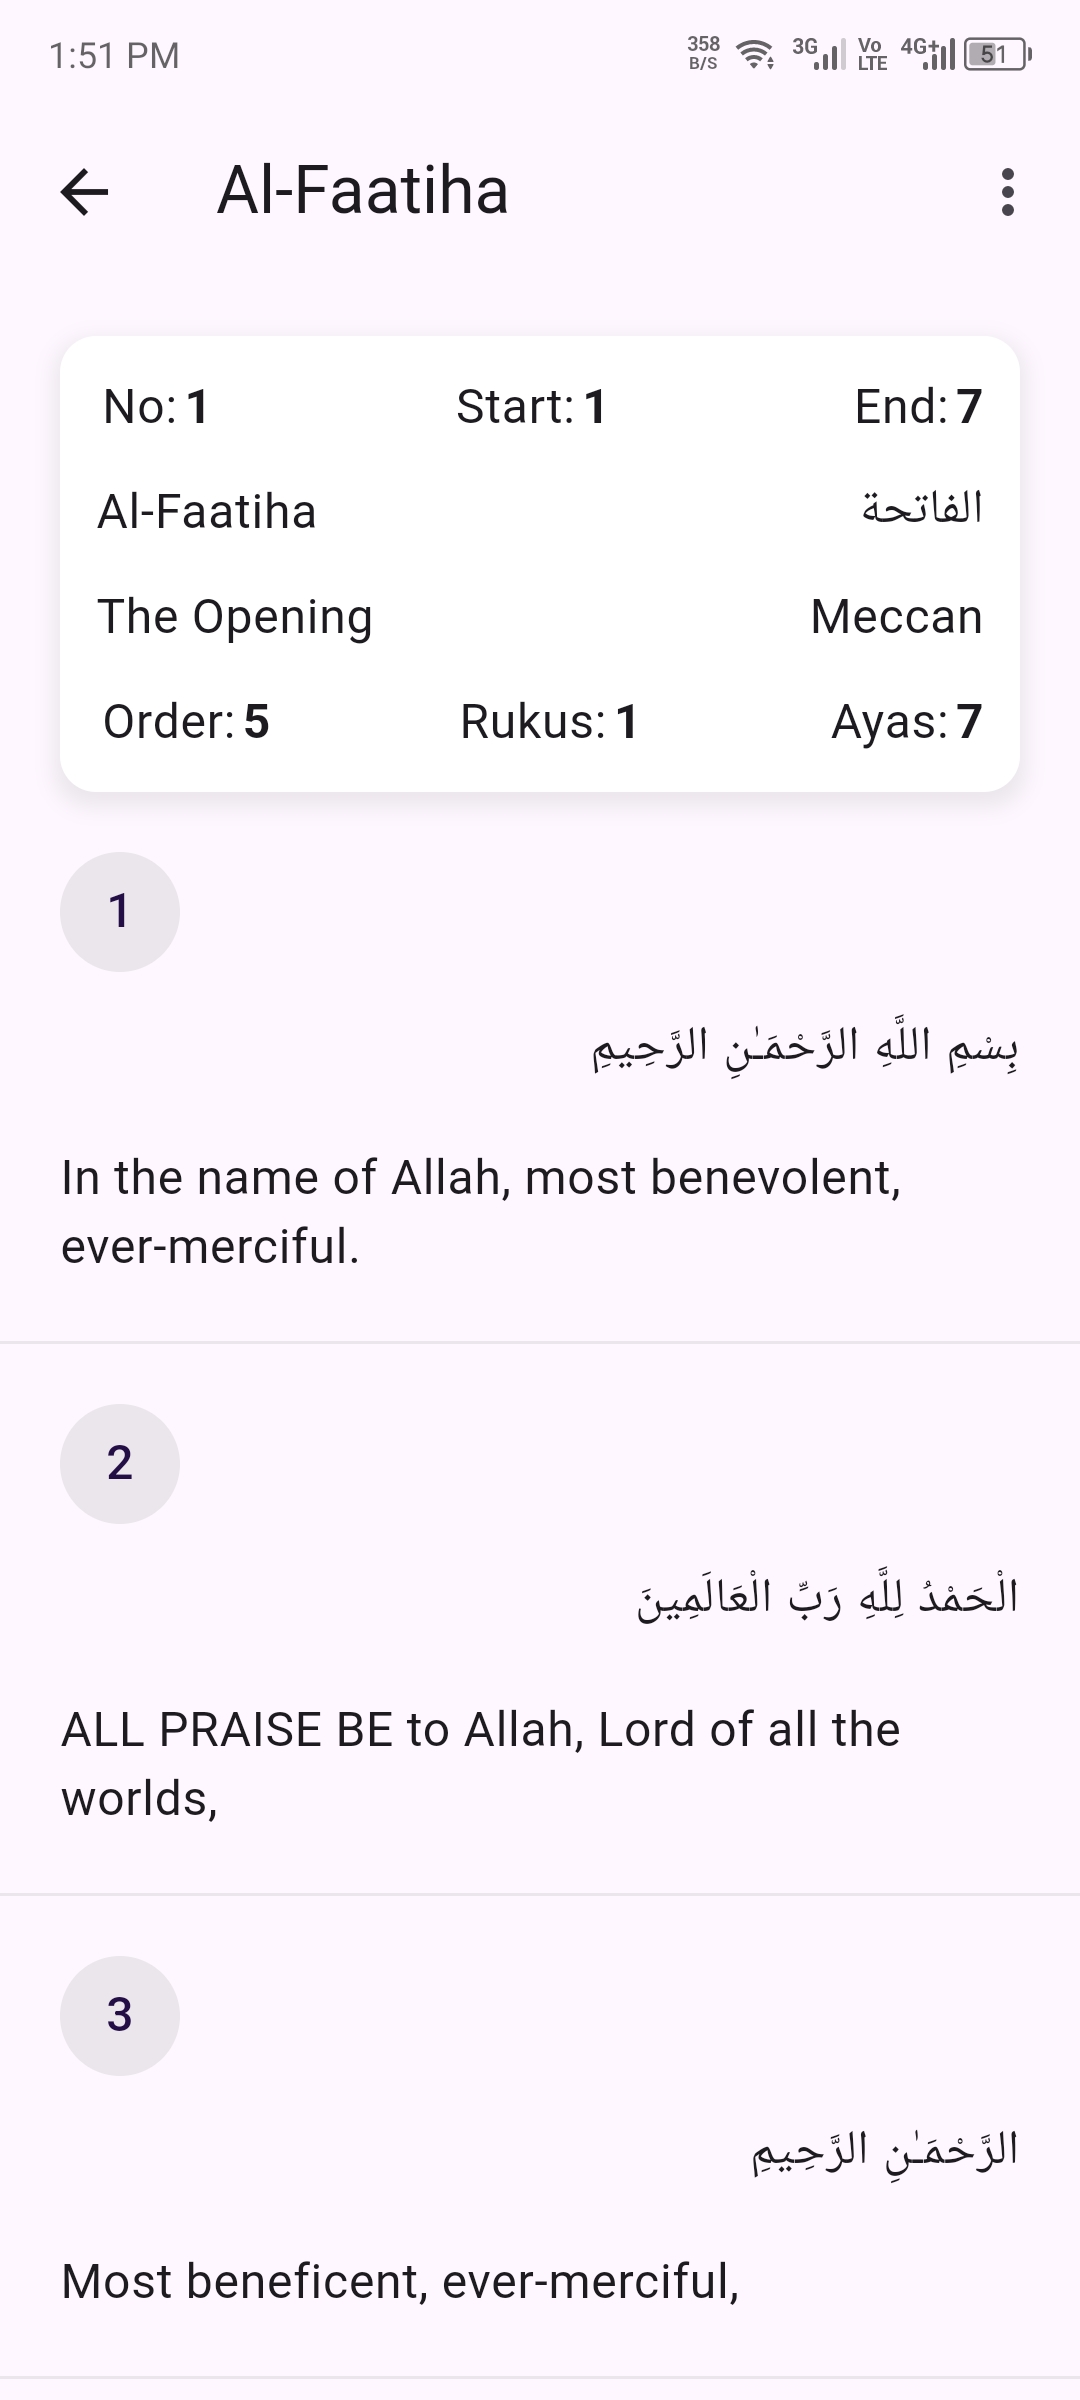 1:51 PM 358 B/S 3G Vo LTE 4G+ 51
Al-Faatiha
No: 1 Start: 1 End: 7
Al-Faatiha الفاتحة
The Opening Meccan
Order: 5 Rukus: 1 Ayas: 7
1
بِسْمِ اللَّهِ الرَّحْمَـٰنِ الرَّحِيمِ
In the name of Allah, most benevolent,
ever-merciful.
2
الْحَمْدُ لِلَّهِ رَبِّ الْعَالَمِينَ
ALL PRAISE BE to Allah, Lord of all the
worlds,
3
الرَّحْمَـٰنِ الرَّحِيمِ
Most beneficent, ever-merciful,